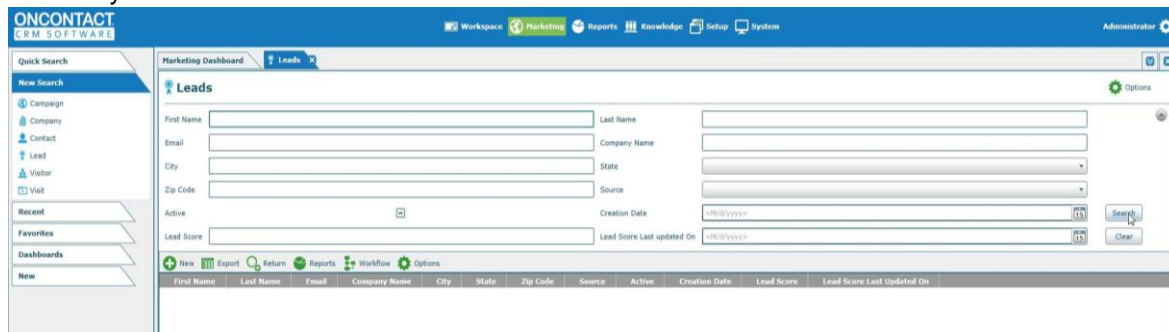 ONCONTACT
CRM SOFTWARE
Workspace Marketing Reports Knowledge Setup System
Administrator
Quick Search
New Search
Campaign
Company
Contact
Lead
Visitor
Visit
Recent
Favorites
Dashboards
New
Marketing Dashboard Leads X
Leads
Options
First Name Last Name
Email Company Name
City State
Zip Code Source
Active Creation Date <M/d/yyyy> 15 Search
Lead Score Lead Score Last updated On <M/d/yyyy> 15 Clear
New Export Return Reports Workflow Options
First Name Last Name Email Company Name City State Zip Code Source Active Creation Date Lead Score Lead Score Last Updated On